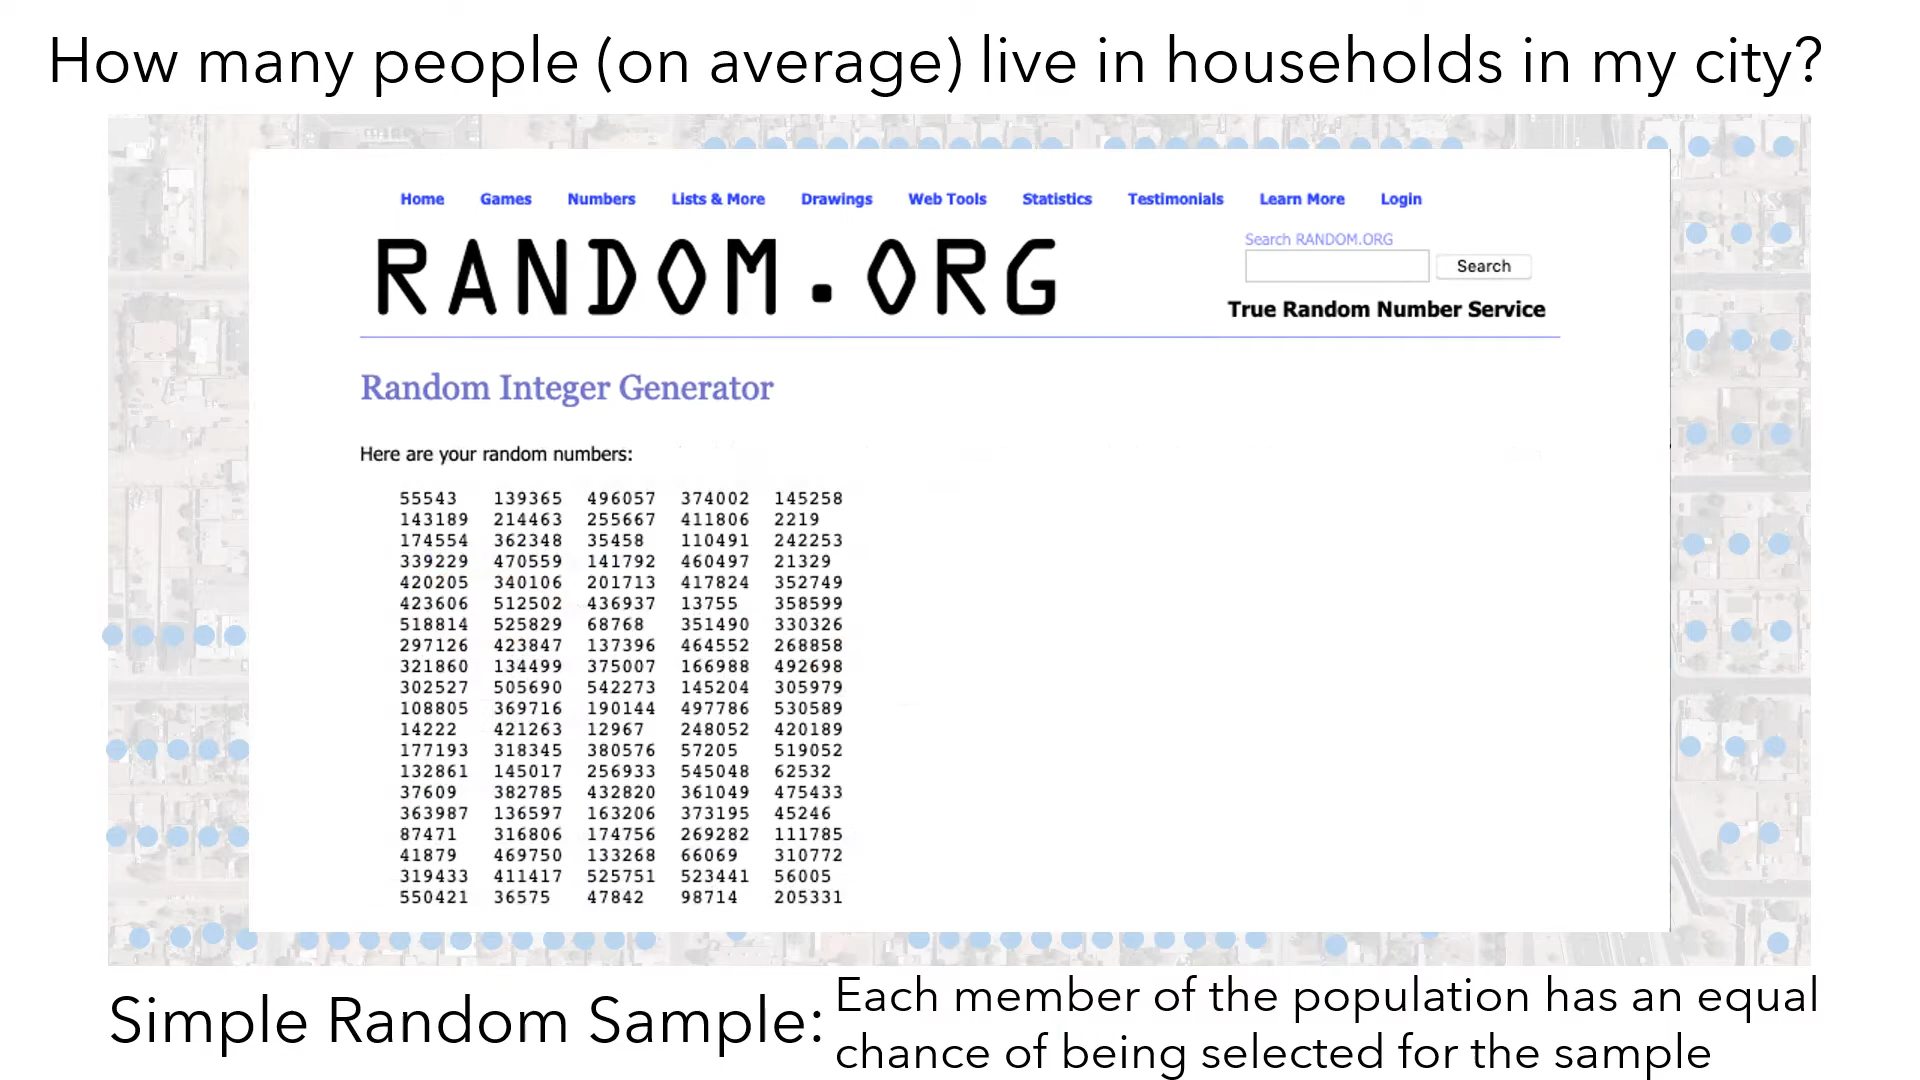 How many people (on average) live in households in my city?
Home Games Numbers Lists & More Drawings Web Tools Statistics Testimonials Learn More Login
RANDOM.ORG
Search RANDOM.ORG
Search
True Random Number Service
Random Integer Generator
Here are your random numbers:
55543 139365 496057 374002 145258
143189 214463 255667 411806 2219
174554 362348 35458 110491 242253
339229 470559 141792 460497 21329
420205 340106 201713 417824 352749
423606 512502 436937 13755 358599
518814 525829 68768 351490 330326
297126 423847 137396 464552 268858
321860 134499 375007 166988 492698
302527 505690 542273 145204 305979
108805 369716 190144 497786 530589
14222 421263 12967 248052 420189
177193 318345 380576 57205 519052
132861 145017 256933 545048 62532
37609 382785 432820 361049 475433
363987 136597 163206 373195 45246
87471 316806 174756 269282 111785
41879 469750 133268 66069 310772
319433 411417 525751 523441 56005
550421 36575 47842 98714 205331
Simple Random Sample:
Each member of the population has an equal
chance of being selected for the sample